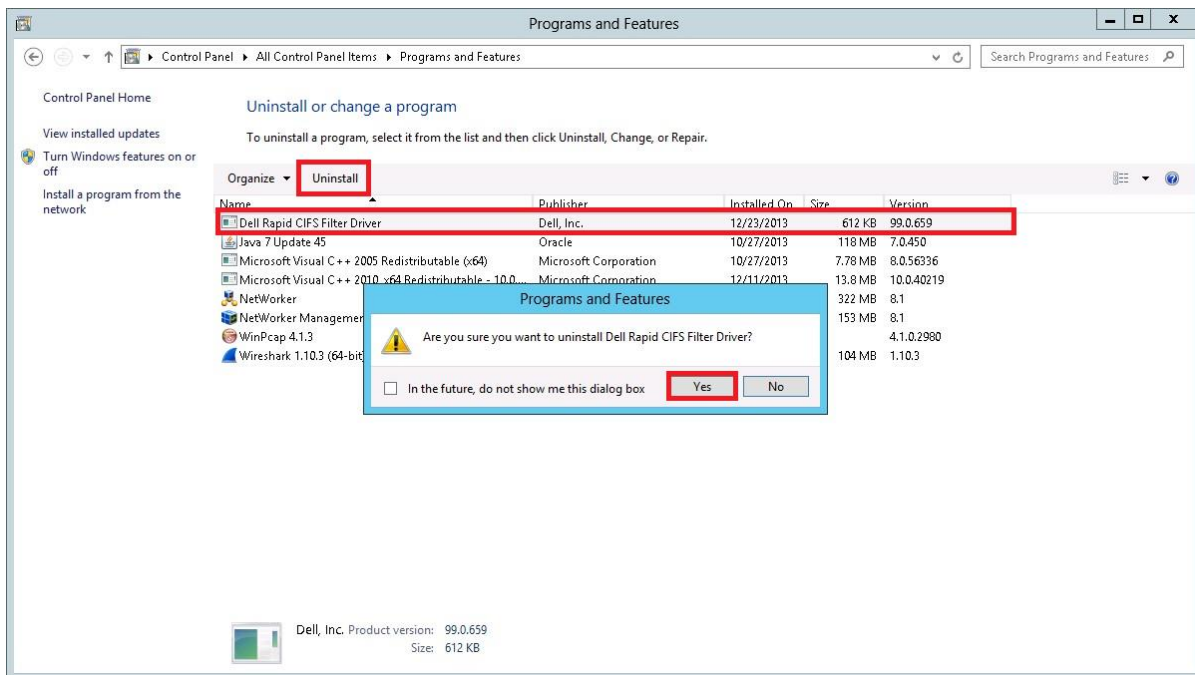 Programs and Features
Control Panel All Control Panel Items Programs and Features
Search Programs and Features
Control Panel Home
View installed updates
Turn Windows features on or
off
Install a program from the
network
Uninstall or change a program
To uninstall a program, select it from the list and then click Uninstall, Change, or Repair.
Organize Uninstall
Name Publisher Installed On Size Version
Dell Rapid CIFS Filter Driver Dell, Inc. 12/23/2013 612 KB 99.0.659
Java 7 Update 45 Oracle 10/27/2013 118 MB 7.0.450
Microsoft Visual C++ 2005 Redistributable (x64) Microsoft Corporation 10/27/2013 7.78 MB 8.0.56336
Microsoft Visual C++ 2010 x64 Redistributable - 10.0.... Microsoft Corporation 12/11/2013 13.8 MB 10.0.40219
NetWorker 322 MB 8.1
NetWorker Managemen 153 MB 8.1
WinPcap 4.1.3 4.1.0.2980
Wireshark 1.10.3 (64-bit 104 MB 1.10.3
Programs and Features
Are you sure you want to uninstall Dell Rapid CIFS Filter Driver?
In the future, do not show me this dialog box Yes No
Dell, Inc. Product version: 99.0.659
Size: 612 KB